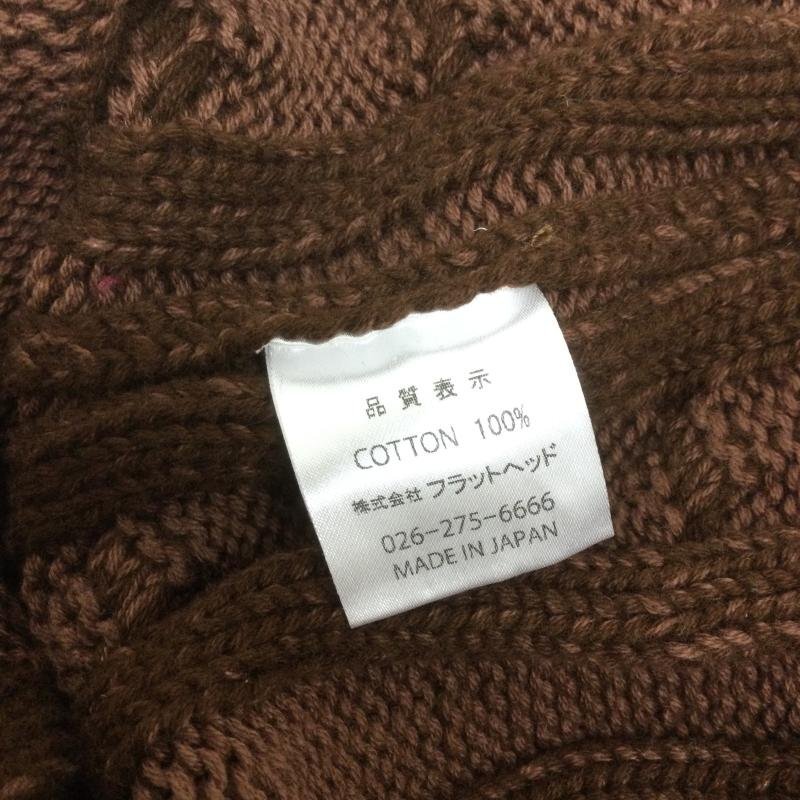 品質表示
COTTON 100%
株式会社 フラットヘッド
026-275-6666
MADE IN JAPAN